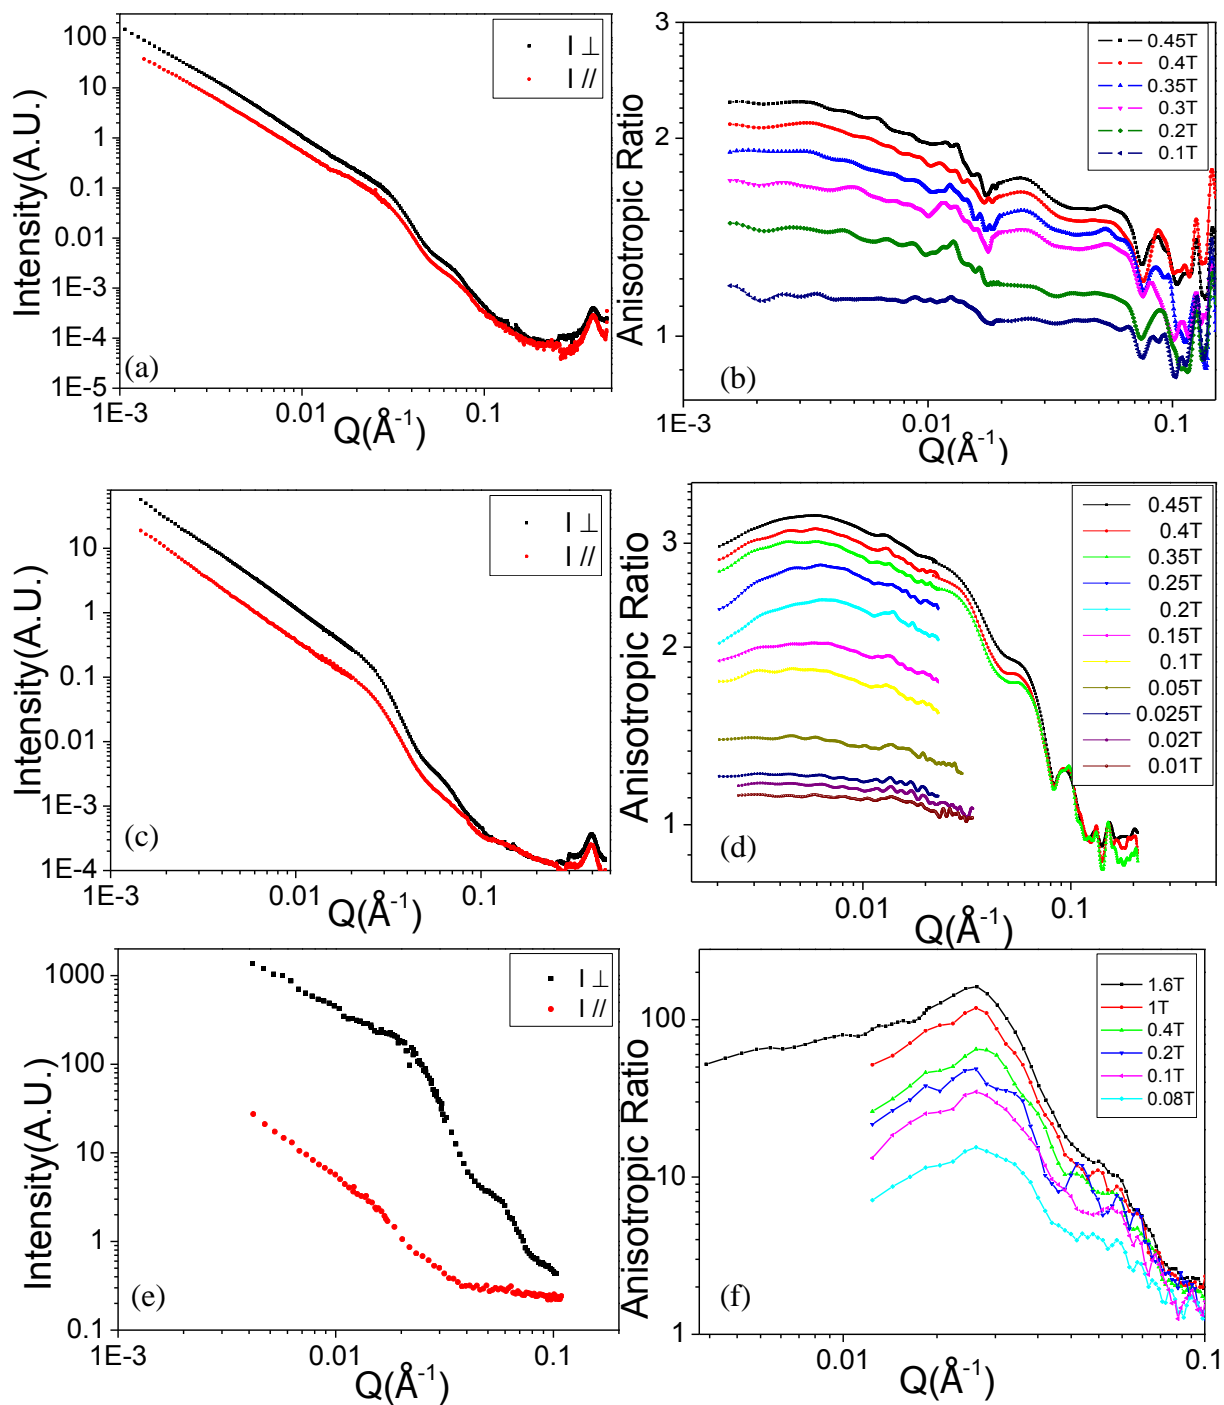 Intensity(A.U.)
100
10
1
0.1
0.01
1E-3
1E-4
1E-5
I ⊥
I //
(a)
1E-3
0.01
0.1
Q(Å⁻¹)
Anisotropic Ratio
3
2
1
0.45T
0.4T
0.35T
0.3T
0.2T
0.1T
(b)
1E-3
0.01
0.1
Q(Å⁻¹)
Intensity(A.U.)
10
1
0.1
0.01
1E-3
1E-4
I ⊥
I //
(c)
1E-3
0.01
0.1
Q(Å⁻¹)
Anisotropic Ratio
3
2
1
0.45T
0.4T
0.35T
0.25T
0.2T
0.15T
0.1T
0.05T
0.025T
0.02T
0.01T
(d)
0.01
0.1
Q(Å⁻¹)
Intensity(A.U.)
1000
100
10
1
0.1
I ⊥
I //
(e)
1E-3
0.01
0.1
Q(Å⁻¹)
Anisotropic Ratio
100
10
1
1.6T
1T
0.4T
0.2T
0.1T
0.08T
(f)
0.01
0.1
Q(Å⁻¹)